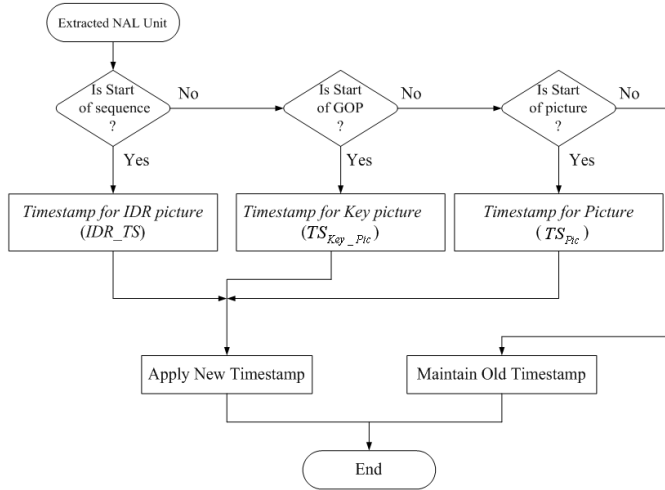 Extracted NAL Unit
Is Start
of sequence
?
No
Is Start
of GOP
?
No
Is Start
of picture
?
No
Yes
Yes
Yes
Timestamp for IDR picture
(IDR_TS)
Timestamp for Key picture
(TS_Key_Pic)
Timestamp for Picture
(TS_Pic)
Apply New Timestamp
Maintain Old Timestamp
End